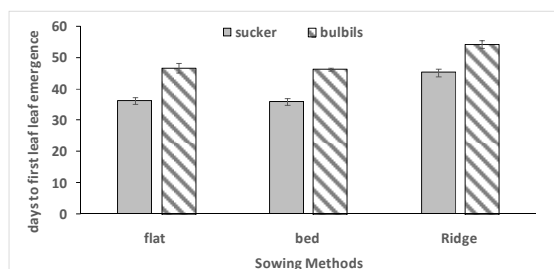 sucker bulbils
60
50
40
30
20
10
0
days to first leaf leaf emergence
flat bed Ridge
Sowing Methods